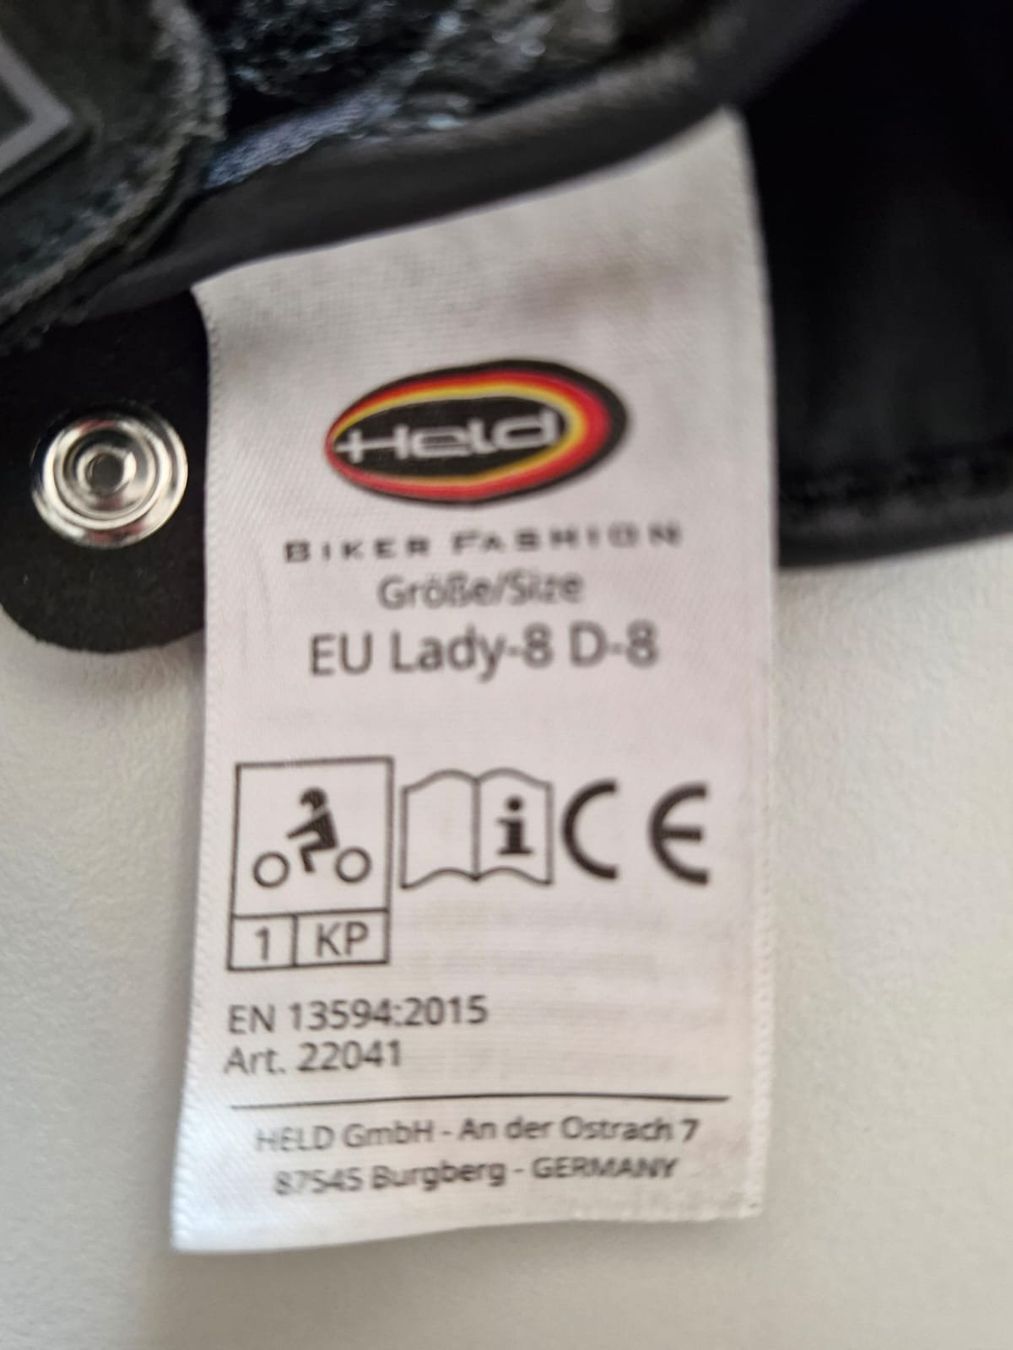 Held
BIKER FASHION
Größe/Size
EU Lady-8 D-8
i CE
1 KP
EN 13594:2015
Art. 22041
HELD GmbH - An der Ostrach 7
87545 Burgberg - GERMANY